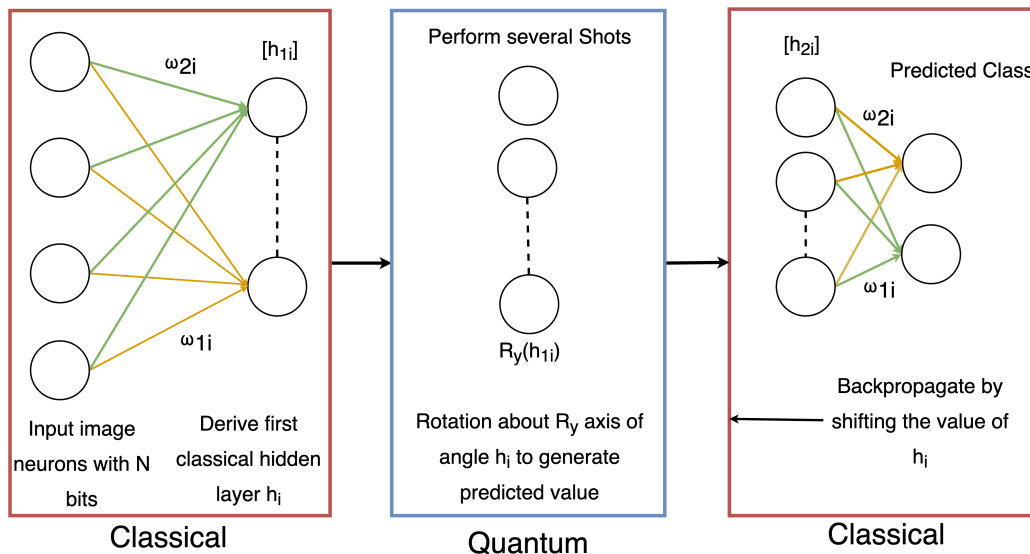 ω2i
[h1i]
ω1i
Input image
neurons with N
bits
Derive first
classical hidden
layer hi
Classical
Perform several Shots
Ry(h1i)
Rotation about Ry axis of
angle hi to generate
predicted value
Quantum
[h2i]
Predicted Class
ω2i
ω1i
Backpropagate by
shifting the value of
hi
Classical